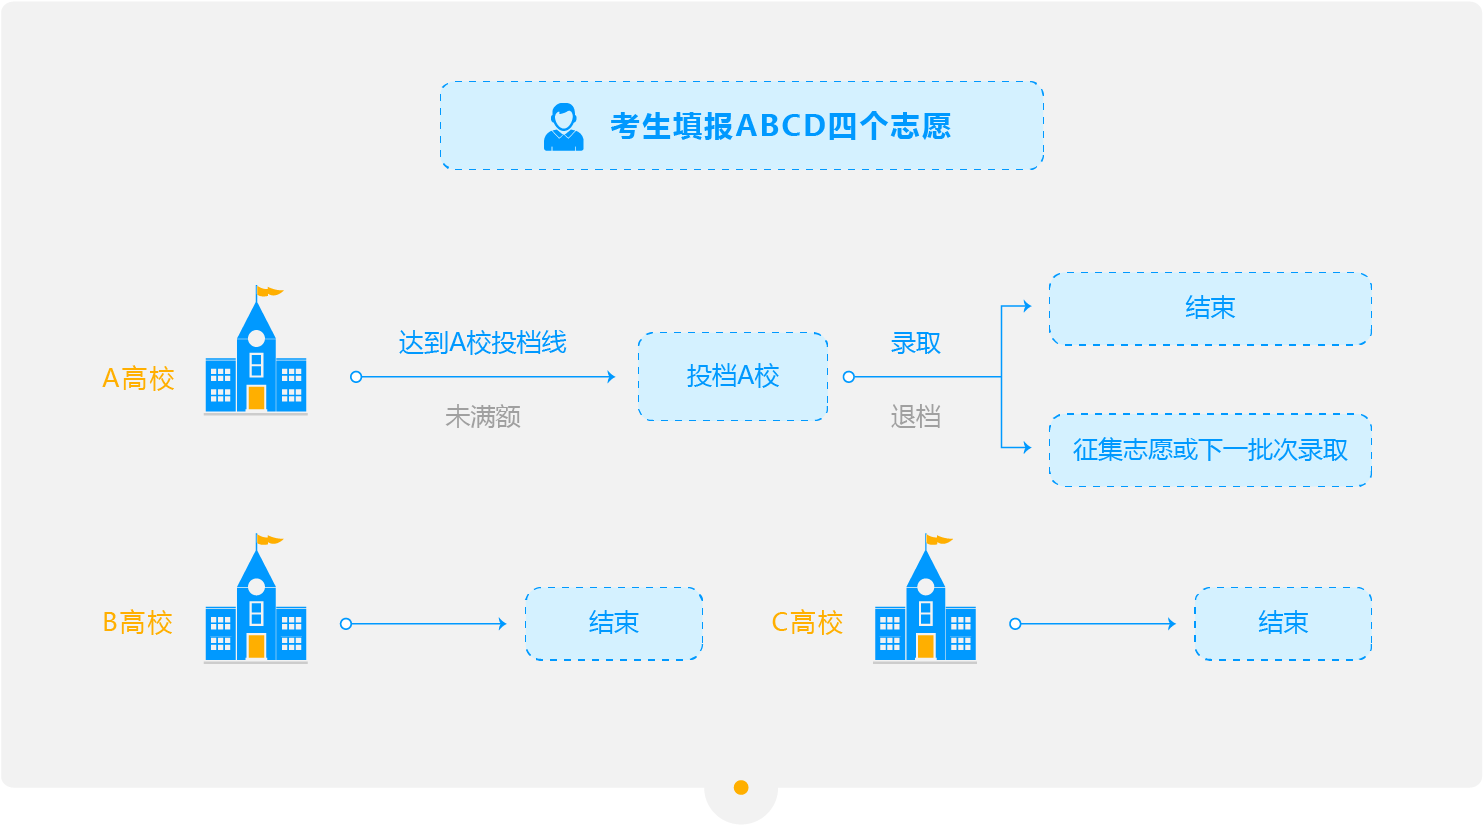 考生填报ABCD四个志愿
A高校
达到A校投档线
未满额
投档A校
录取
退档
结束
征集志愿或下一批次录取
B高校
结束
C高校
结束